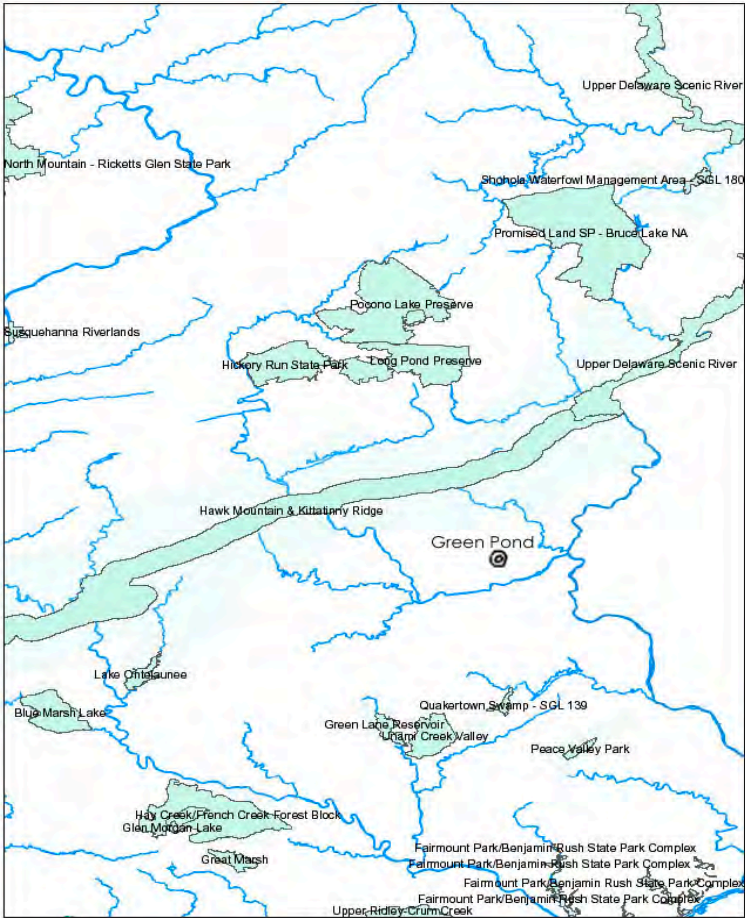 Upper Delaware Scenic River
North Mountain - Ricketts Glen State Park
Shohola Waterfowl Management Area - SGL 180
Promised Land SP - Bruce Lake NA
Pocono Lake Preserve
Susquehanna Riverlands
Hickory Run State Park
Long Pond Preserve
Upper Delaware Scenic River
Hawk Mountain & Kittatinny Ridge
Green Pond
Lake Ontelaunee
Blue Marsh Lake
Quakertown Swamp - SGL 139
Green Lane Reservoir
Unami Creek Valley
Peace Valley Park
Hay Creek/French Creek Forest Block
Glen Morgan Lake
Great Marsh
Fairmount Park/Benjamin Rush State Park Complex
Fairmount Park/Benjamin Rush State Park Complex
Fairmount Park/Benjamin Rush State Park Complex
Fairmount Park/Benjamin Rush State Park Complex
Upper Ridley Crum Creek